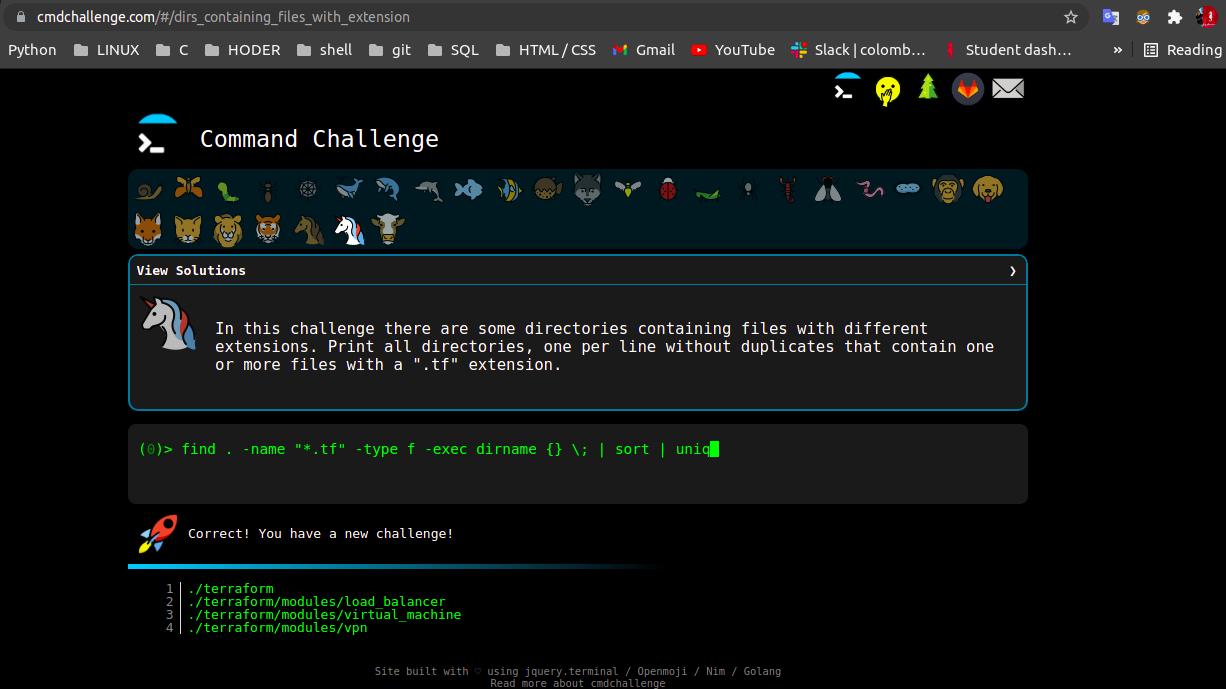 cmdchallenge.com/#/dirs_containing_files_with_extension
Python LINUX C HODER shell git SQL HTML / CSS Gmail YouTube Slack | colomb… Student dash… » Reading
Command Challenge
View Solutions ❯
In this challenge there are some directories containing files with different
extensions. Print all directories, one per line without duplicates that contain one
or more files with a ".tf" extension.
(0)> find . -name "*.tf" -type f -exec dirname {} \; | sort | uniq
Correct! You have a new challenge!
1 ./terraform
2 ./terraform/modules/load_balancer
3 ./terraform/modules/virtual_machine
4 ./terraform/modules/vpn
Site built with ♡ using jquery.terminal / Openmoji / Nim / Golang
Read more about cmdchallenge